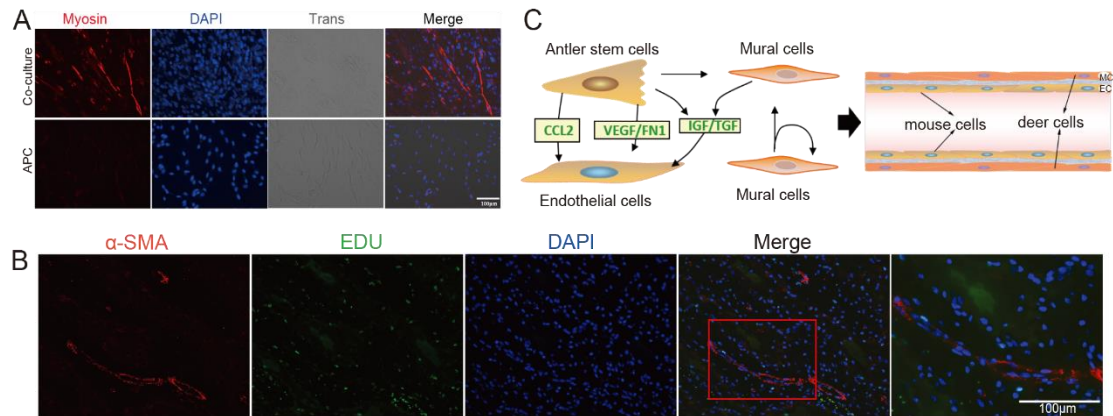 A
Myosin DAPI Trans Merge
Co-culture
APC
100μm
C
Antler stem cells Mural cells
CCL2 VEGF/FN1 IGF/TGF
Endothelial cells Mural cells
MC
EC
mouse cells deer cells
B
α-SMA EDU DAPI Merge
100μm